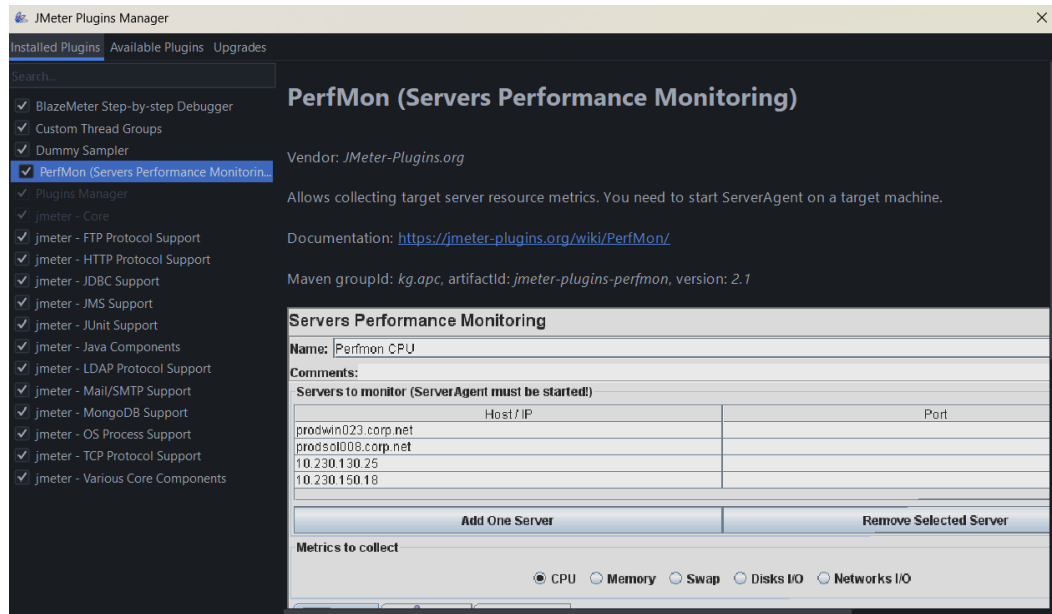 JMeter Plugins Manager
Installed Plugins Available Plugins Upgrades
Search...
BlazeMeter Step-by-step Debugger
Custom Thread Groups
Dummy Sampler
PerfMon (Servers Performance Monitorin...
Plugins Manager
jmeter - Core
jmeter - FTP Protocol Support
jmeter - HTTP Protocol Support
jmeter - JDBC Support
jmeter - JMS Support
jmeter - JUnit Support
jmeter - Java Components
jmeter - LDAP Protocol Support
jmeter - Mail/SMTP Support
jmeter - MongoDB Support
jmeter - OS Process Support
jmeter - TCP Protocol Support
jmeter - Various Core Components
PerfMon (Servers Performance Monitoring)
Vendor: JMeter-Plugins.org
Allows collecting target server resource metrics. You need to start ServerAgent on a target machine.
Documentation: https://jmeter-plugins.org/wiki/PerfMon/
Maven groupId: kg.apc, artifactId: jmeter-plugins-perfmon, version: 2.1
Servers Performance Monitoring
Name: Perfmon CPU
Comments:
Servers to monitor (ServerAgent must be started!)
Host / IP Port
prodwin023.corp.net
prodsol008.corp.net
10.230.130.25
10.230.150.18
Add One Server Remove Selected Server
Metrics to collect
CPU Memory Swap Disks I/O Networks I/O